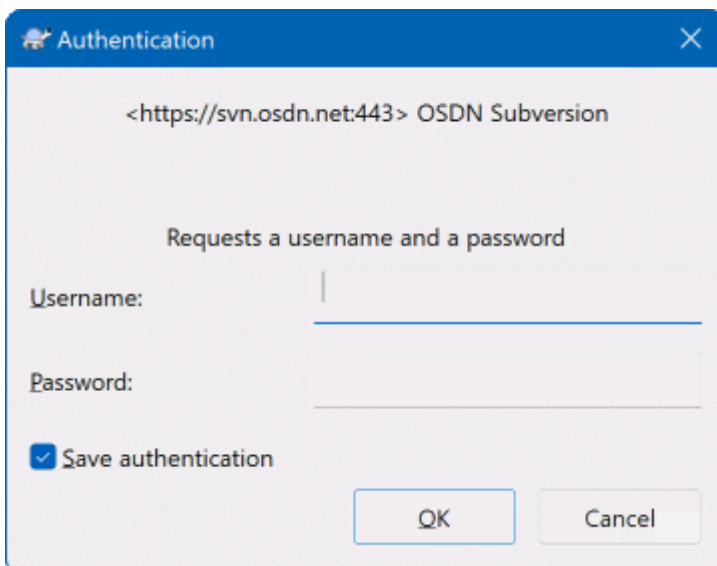 Authentication
<https://svn.osdn.net:443> OSDN Subversion
Requests a username and a password
Username:
Password:
Save authentication
OK Cancel